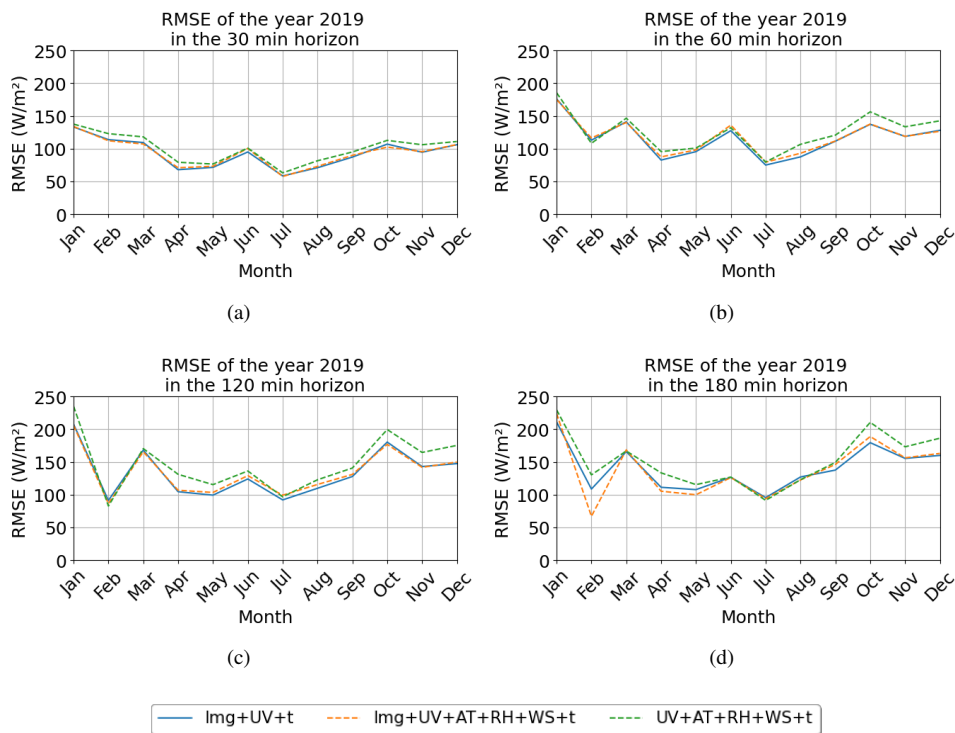 RMSE of the year 2019
in the 30 min horizon
RMSE (W/m²)
250
200
150
100
50
0
Jan Feb Mar Apr May Jun Jul Aug Sep Oct Nov Dec
Month
(a)
RMSE of the year 2019
in the 60 min horizon
RMSE (W/m²)
250
200
150
100
50
0
Jan Feb Mar Apr May Jun Jul Aug Sep Oct Nov Dec
Month
(b)
RMSE of the year 2019
in the 120 min horizon
RMSE (W/m²)
250
200
150
100
50
0
Jan Feb Mar Apr May Jun Jul Aug Sep Oct Nov Dec
Month
(c)
RMSE of the year 2019
in the 180 min horizon
RMSE (W/m²)
250
200
150
100
50
0
Jan Feb Mar Apr May Jun Jul Aug Sep Oct Nov Dec
Month
(d)
Img+UV+t Img+UV+AT+RH+WS+t UV+AT+RH+WS+t